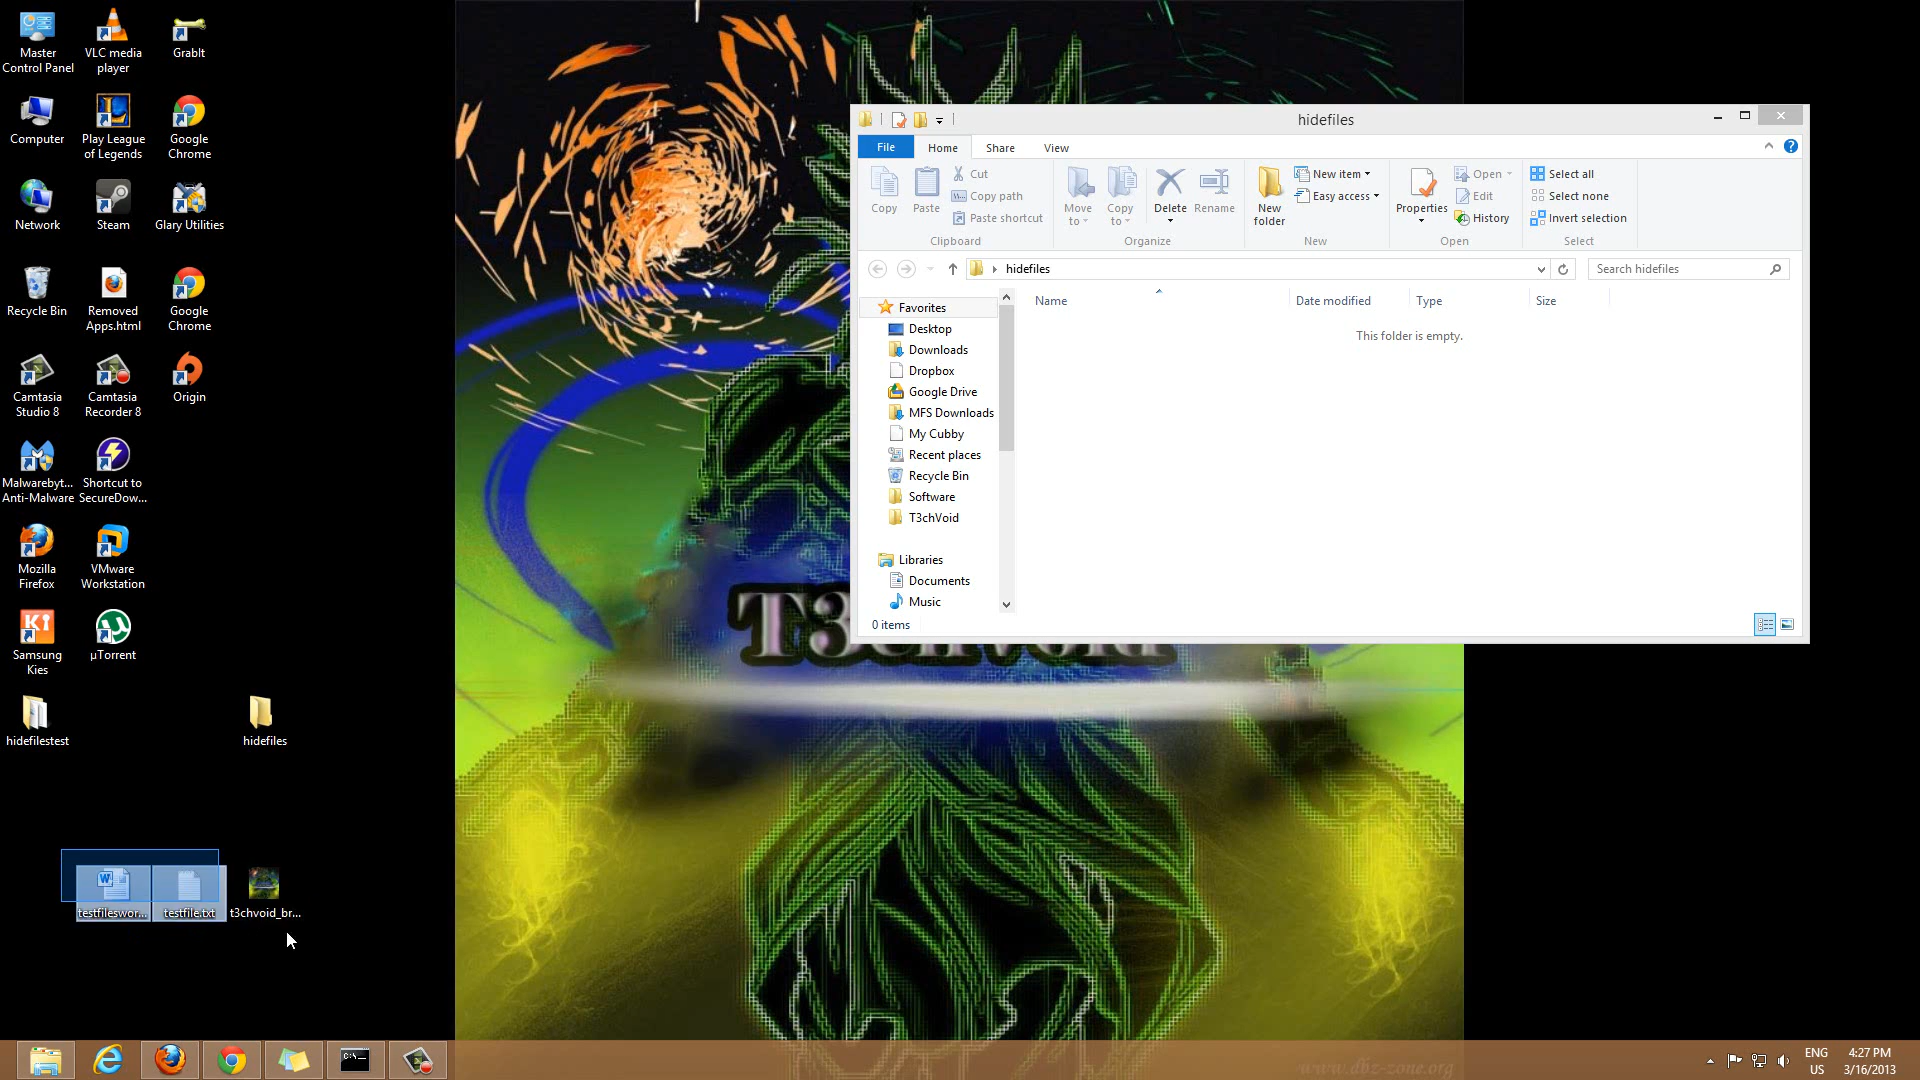 Master
Control Panel
VLC media
player
GrabIt
Computer
Play League
of Legends
Google
Chrome
Network
Steam
Glary Utilities
Recycle Bin
Removed
Apps.html
Google
Chrome
Camtasia
Studio 8
Camtasia
Recorder 8
Origin
Malwarebyt...
Anti-Malware
Shortcut to
SecureDow...
Mozilla
Firefox
VMware
Workstation
Samsung
Kies
µTorrent
hidefilestest
hidefiles
testfileswor...
testfile.txt
t3chvoid_br...
hidefiles
File
Home
Share
View
Copy
Paste
Cut
Copy path
Paste shortcut
Clipboard
Move
to
Copy
to
Delete
Rename
Organize
New
folder
New item
Easy access
New
Properties
Open
Edit
History
Open
Select all
Select none
Invert selection
Select
hidefiles
Search hidefiles
Favorites
Desktop
Downloads
Dropbox
Google Drive
MFS Downloads
My Cubby
Recent places
Recycle Bin
Software
T3chVoid
Libraries
Documents
Music
Name
Date modified
Type
Size
This folder is empty.
0 items
T3chVoid
www.dbz-zone.org
ENG
US
4:27 PM
3/16/2013